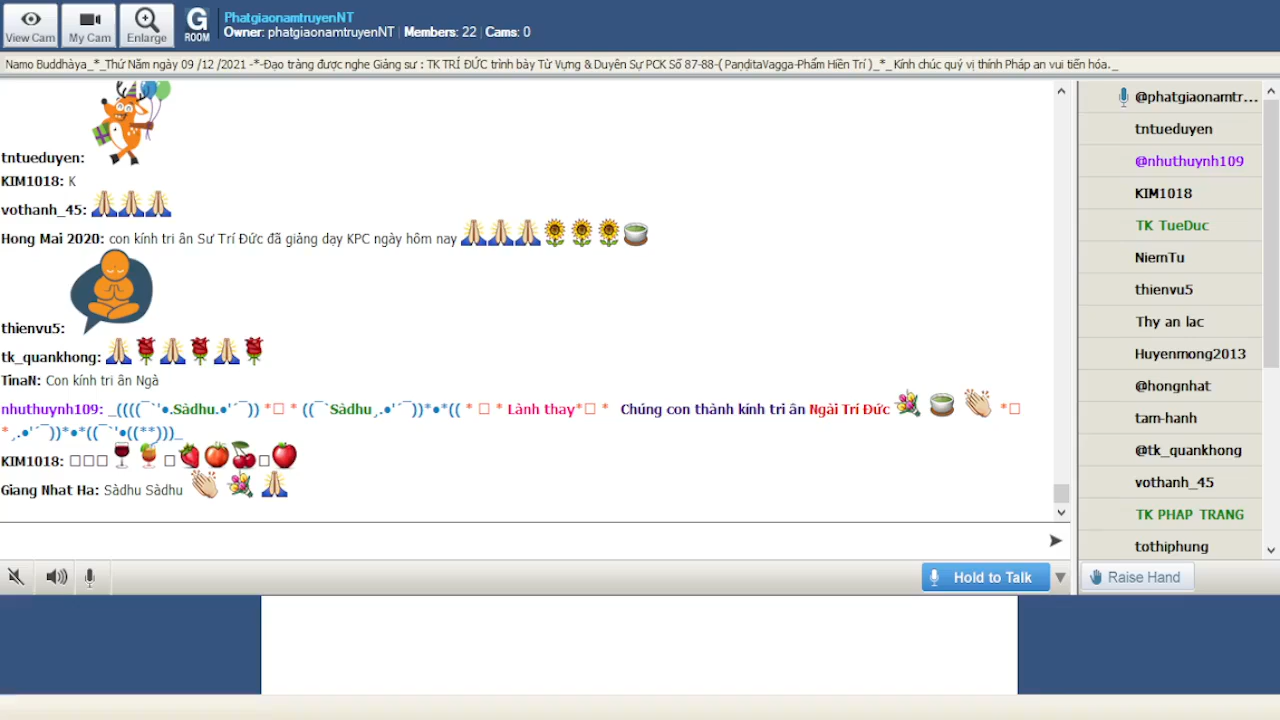 View Cam
My Cam
Enlarge
G
ROOM
PhatgiaonamtruyenNT
Owner: phatgiaonamtruyenNT | Members: 22 | Cams: 0
Namo Buddhàya_*_Thứ Năm ngày 09 /12 /2021 -*-Đạo tràng được nghe Giảng sư : TK TRÍ ĐỨC trình bày Từ Vựng & Duyên Sự PCK Số 87-88-( PaṇḍitaVagga-Phẩm Hiền Trí )_*_ Kính chúc quý vị thính Pháp an vui tiến hóa._
tntueduyen:
KIM1018: K
vothanh_45:
Hong Mai 2020: con kính tri ân Sư Trí Đức đã giảng dạy KPC ngày hôm nay
thienvu5:
tk_quankhong:
TinaN: Con kính tri ân Ngà
nhuthuynh109: _((((¯`'•.Sàdhu.•'´¯)) *□ * ((¯`Sàdhu¸.•'´¯))*•*(( * □ * Lành thay*□ * Chúng con thành kính tri ân Ngài Trí Đức *□
*¸.•'´¯))*•*((¯`'•((**)))_
KIM1018: □□□ □ □
Giang Nhat Ha: Sàdhu Sàdhu
Hold to Talk
@phatgiaonamtr...
tntueduyen
@nhuthuynh109
KIM1018
TK TueDuc
NiemTu
thienvu5
Thy an lac
Huyenmong2013
@hongnhat
tam-hanh
@tk_quankhong
vothanh_45
TK PHAP TRANG
tothiphung
Raise Hand